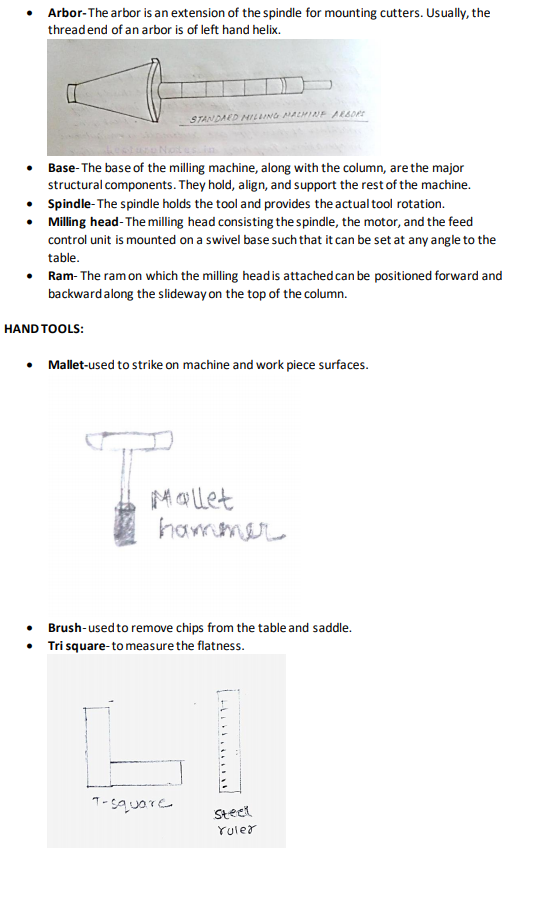 • Arbor- The arbor is an extension of the spindle for mounting cutters. Usually, the
thread end of an arbor is of left hand helix.
STANDARD MILLING MACHINE ARBORS
• Base- The base of the milling machine, along with the column, are the major
structural components. They hold, align, and support the rest of the machine.
• Spindle- The spindle holds the tool and provides the actual tool rotation.
• Milling head- The milling head consisting the spindle, the motor, and the feed
control unit is mounted on a swivel base such that it can be set at any angle to the
table.
• Ram- The ram on which the milling head is attached can be positioned forward and
backward along the slideway on the top of the column.
HAND TOOLS:
• Mallet-used to strike on machine and work piece surfaces.
Mallet
hammer
• Brush- used to remove chips from the table and saddle.
• Tri square- to measure the flatness.
T-square
Steel
ruler